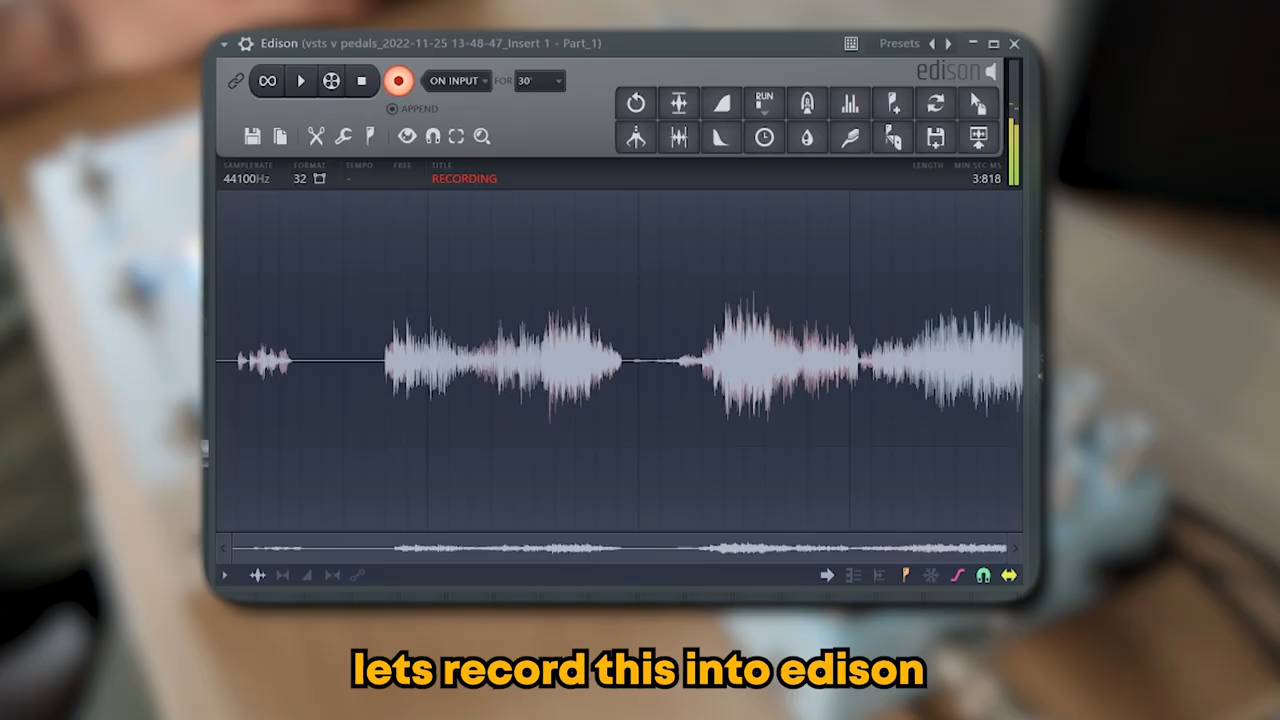 Edison (vsts v pedals_2022-11-25 13-48-47_Insert 1 - Part_1)
Presets
edison
ON INPUT
FOR
30'
APPEND
RUN
SAMPLERATE
FORMAT
TEMPO
FREE
TITLE
LENGTH
MIN:SEC:MS
44100Hz
32
-
RECORDING
3:818
lets record this into edison